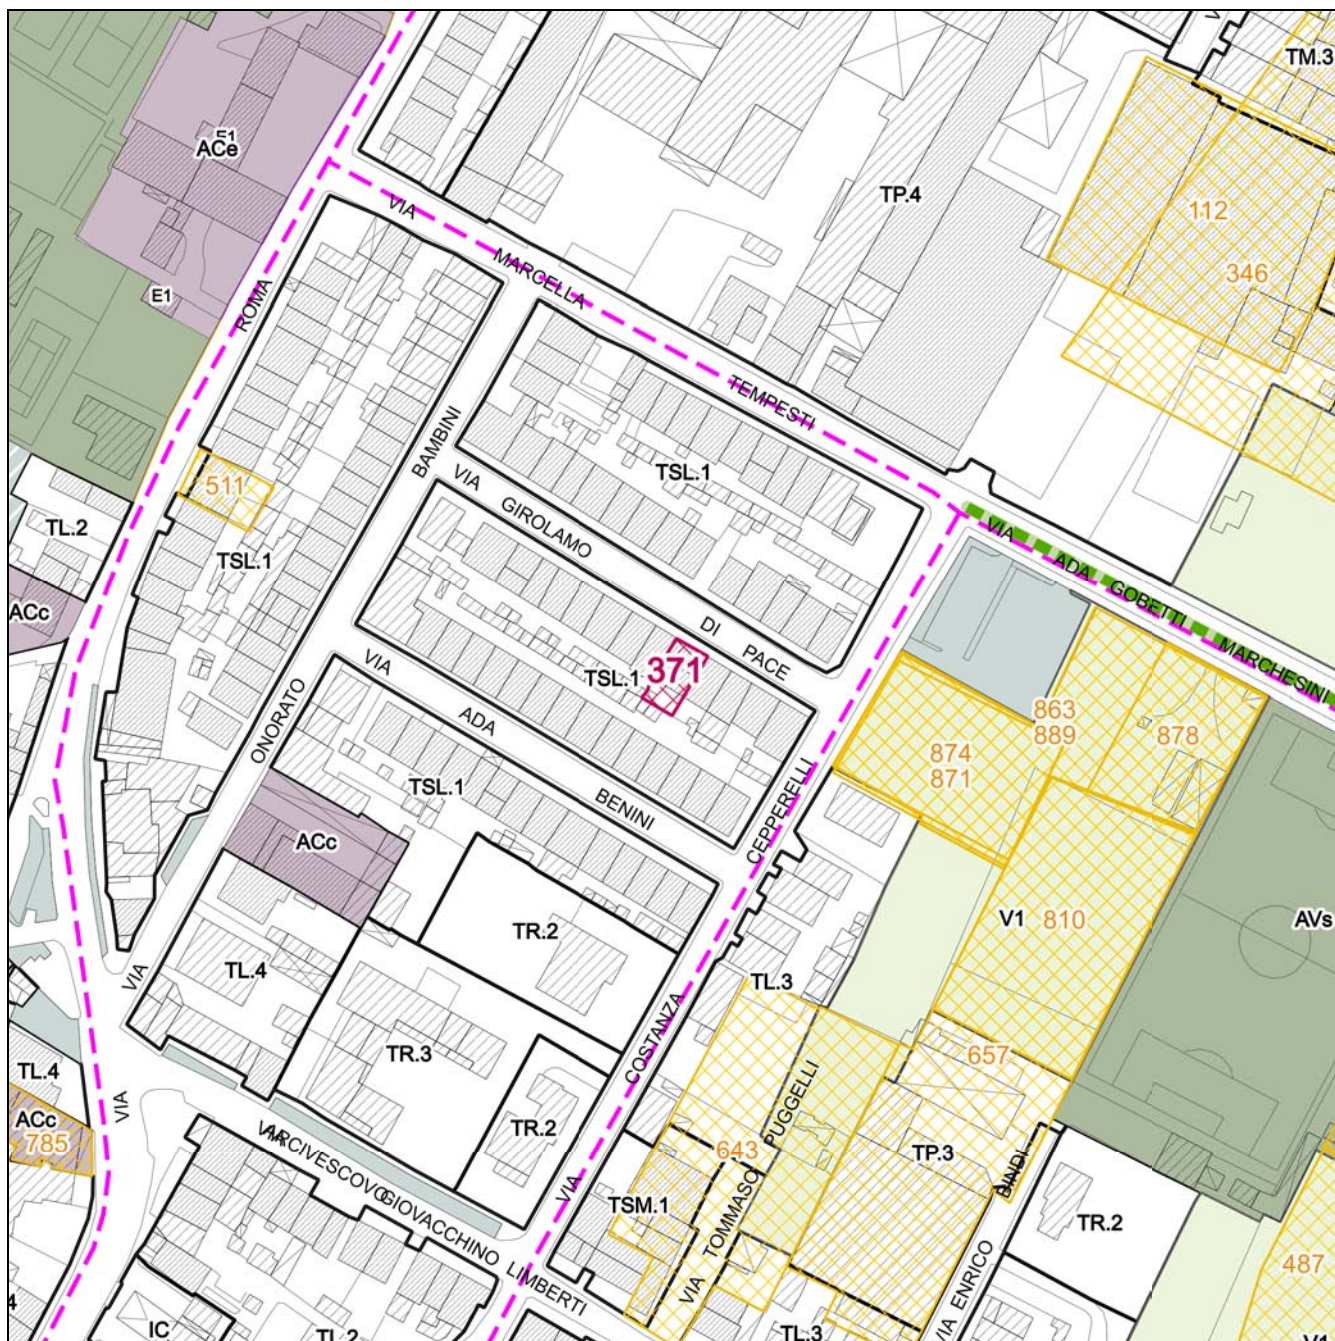 TM.3
E1
ACe
TP.4
112
346
E1
VIA MARCELLA TEMPESTI
VIA ROMA
TSL.1
511
TL.2
TSL.1
VIA ONORATO BAMBINI
VIA GIROLAMO DI PACE
VIA ADA GOBETTI MARCHESINI
ACc
TSL.1
371
863
889
878
874
871
VIA ADA BENINI
TSL.1
ACc
VIA COSTANZA CEPPERELLI
V1
810
AVs
TR.2
TL.4
TL.3
TR.3
657
TL.4
ACc
785
TR.2
643
TP.3
VIA TOMMASO PUGGELLI
TSM.1
TR.2
VIA ENRICO BINDI
487
VIA ARCIVESCOVO GIOVACCHINO LIMBERTI
IC
TL.2
TL.3